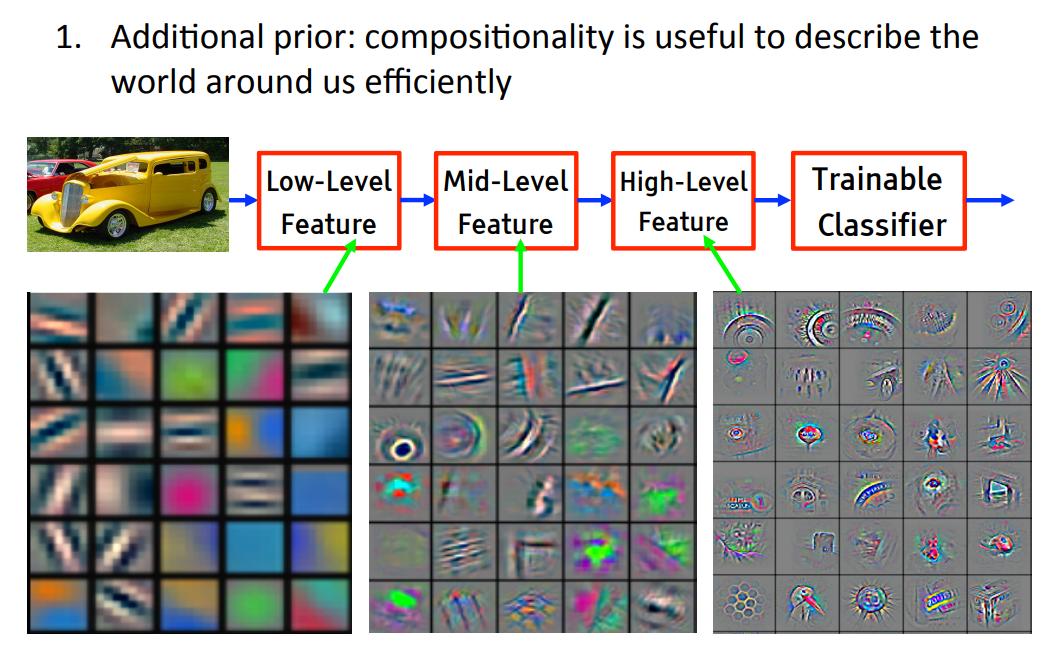 1. Additional prior: compositionality is useful to describe the
world around us efficiently
Low-Level
Feature
Mid-Level
Feature
High-Level
Feature
Trainable
Classifier